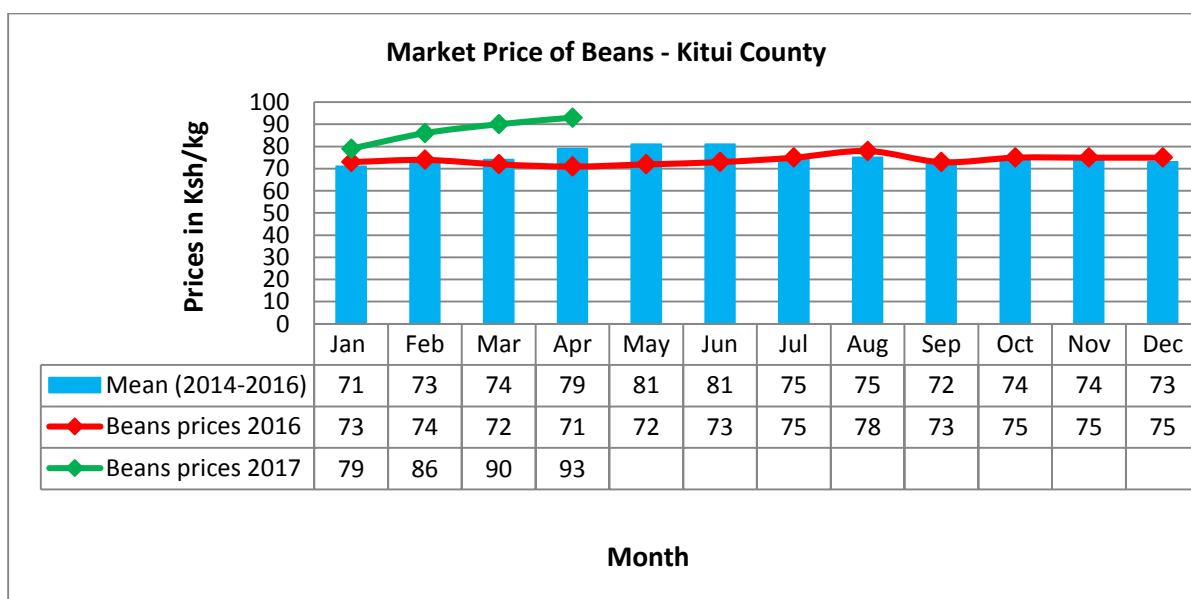 Market Price of Beans - Kitui County
Prices in Ksh/kg
100
90
80
70
60
50
40
30
20
10
0
Jan Feb Mar Apr May Jun Jul Aug Sep Oct Nov Dec
Mean (2014-2016) 71 73 74 79 81 81 75 75 72 74 74 73
Beans prices 2016 73 74 72 71 72 73 75 78 73 75 75 75
Beans prices 2017 79 86 90 93
Month